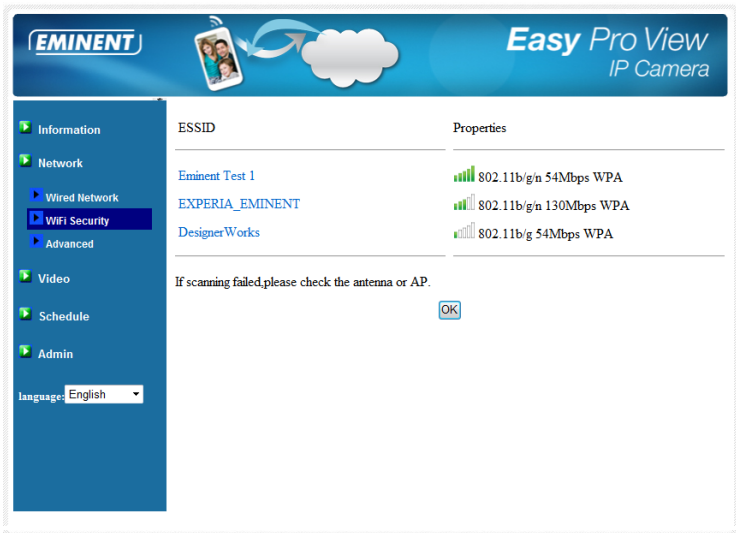 EMINENT
Easy Pro View
IP Camera
Information
Network
Wired Network
WiFi Security
Advanced
Video
Schedule
Admin
language: English
ESSID Properties
Eminent Test 1 802.11b/g/n 54Mbps WPA
EXPERIA_EMINENT 802.11b/g/n 130Mbps WPA
DesignerWorks 802.11b/g 54Mbps WPA
If scanning failed,please check the antenna or AP.
OK